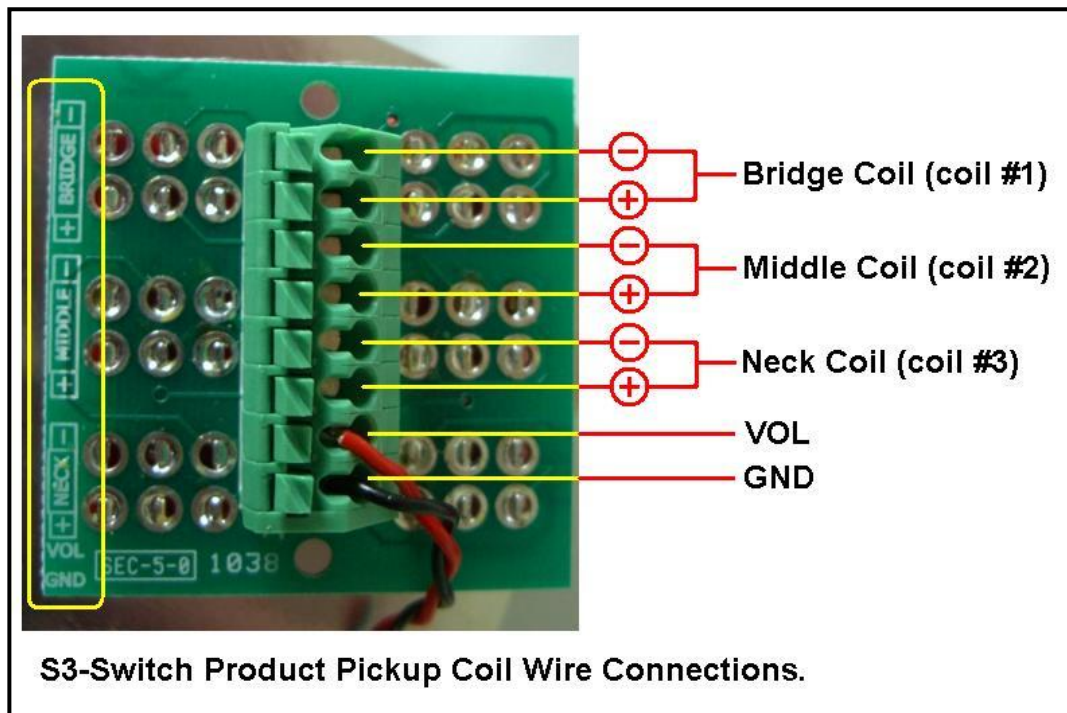 − BRIDGE +
− MIDDLE +
− NECK +
VOL
GND
SEC-5-0 1038
− Bridge Coil (coil #1)
+
− Middle Coil (coil #2)
+
− Neck Coil (coil #3)
+
VOL
GND
S3-Switch Product Pickup Coil Wire Connections.